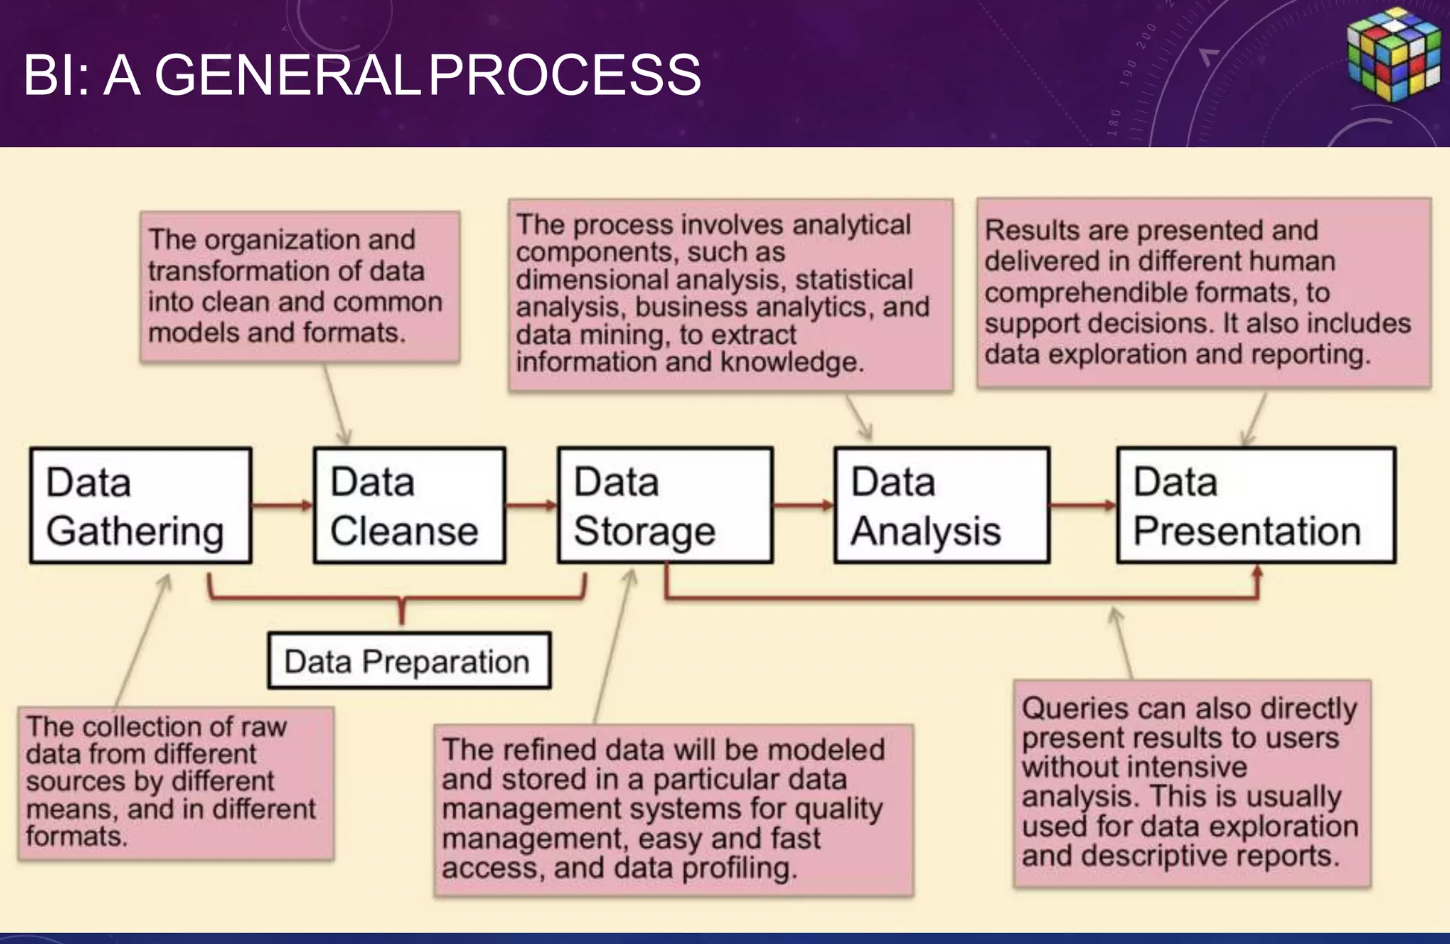 BI: A GENERAL PROCESS
180 190 200 2
The organization and
transformation of data
into clean and common
models and formats.
The process involves analytical
components, such as
dimensional analysis, statistical
analysis, business analytics, and
data mining, to extract
information and knowledge.
Results are presented and
delivered in different human
comprehendible formats, to
support decisions. It also includes
data exploration and reporting.
Data
Gathering
Data
Cleanse
Data
Storage
Data
Analysis
Data
Presentation
Data Preparation
The collection of raw
data from different
sources by different
means, and in different
formats.
The refined data will be modeled
and stored in a particular data
management systems for quality
management, easy and fast
access, and data profiling.
Queries can also directly
present results to users
without intensive
analysis. This is usually
used for data exploration
and descriptive reports.